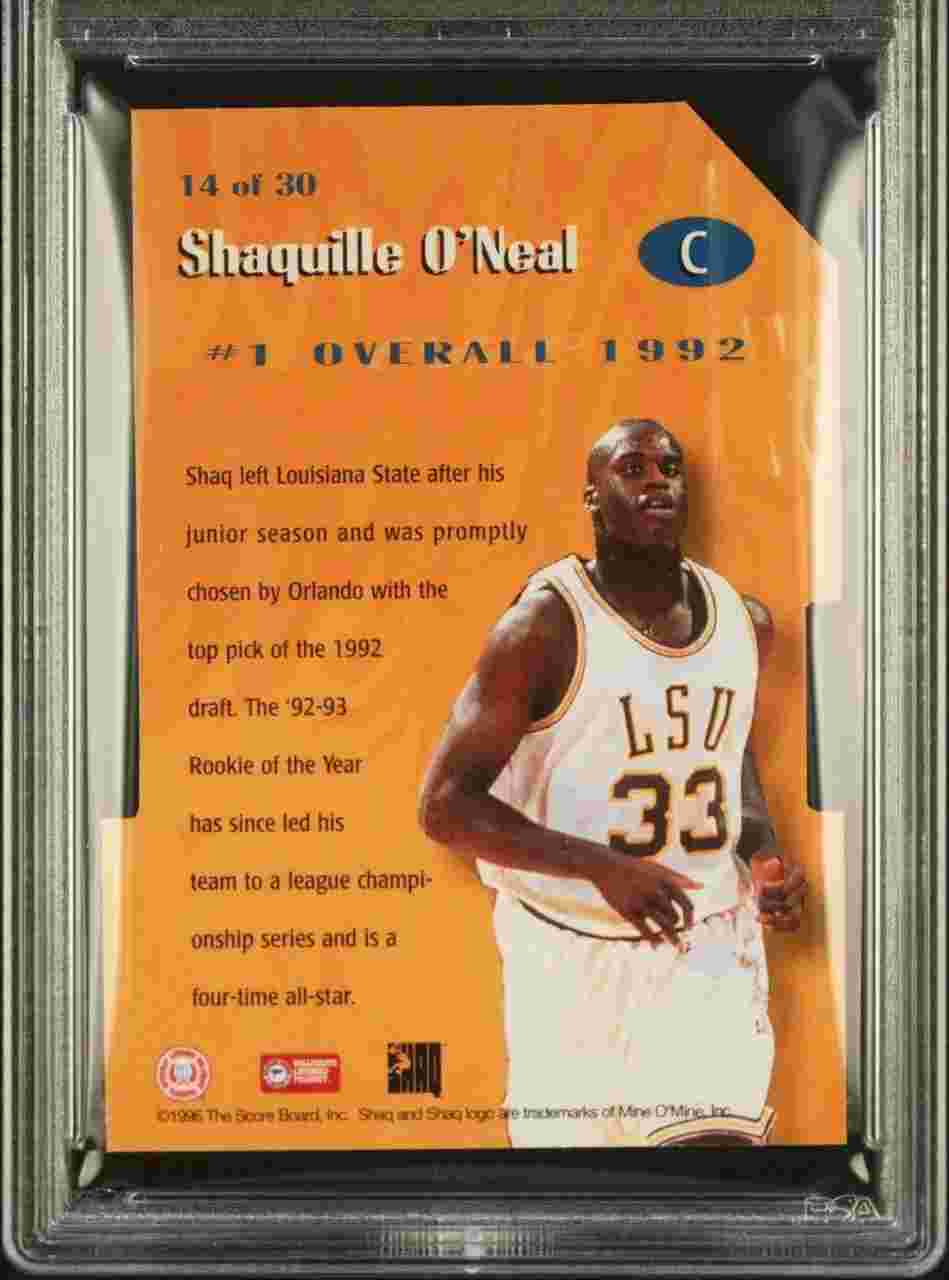 14 of 30
Shaquille O'Neal C
#1 OVERALL 1992
Shaq left Louisiana State after his
junior season and was promptly
chosen by Orlando with the
top pick of the 1992
draft. The '92-93
Rookie of the Year
has since led his
team to a league champi-
onship series and is a
four-time all-star.
LSU
33
SHAQ
©1996 The Score Board, Inc. Shaq and Shaq logo are trademarks of Mine O'Mine, Inc.
PSA